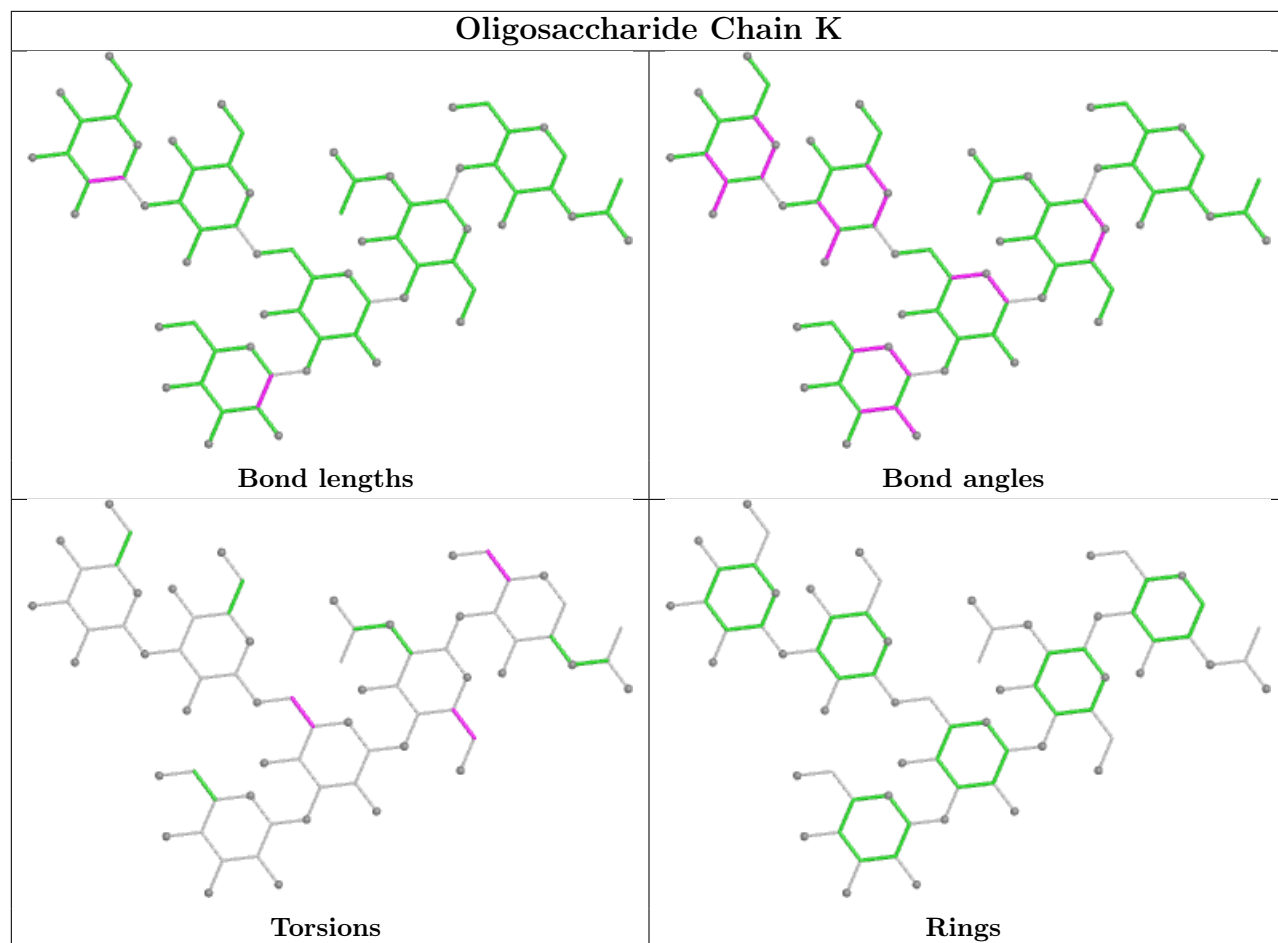 Oligosaccharide Chain K
Bond lengths
Bond angles
Torsions
Rings